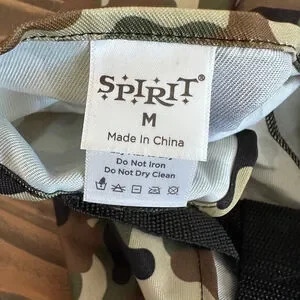 SPIRIT®
M
Made in China
Do Not Iron
Do Not Dry Clean